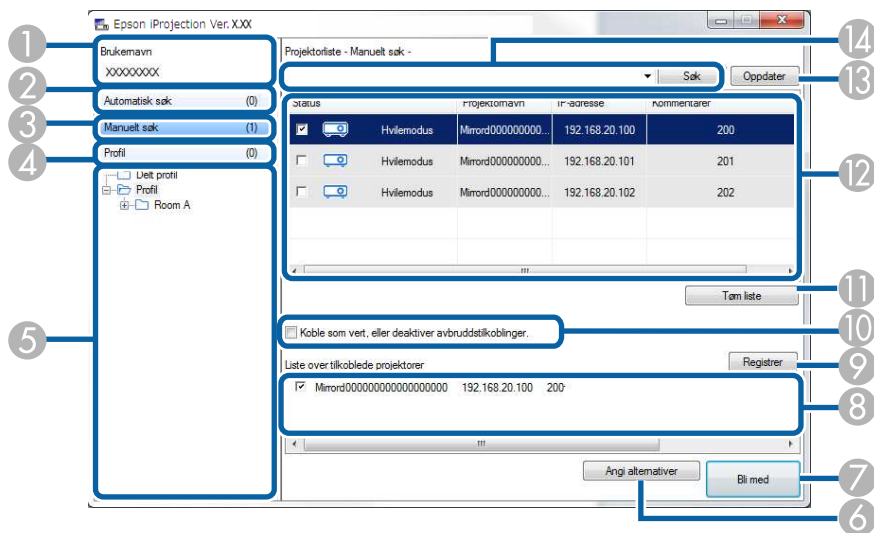 Epson iProjection Ver. X.XX
1
Brukernavn
XXXXXXXX
2
Automatisk søk (0)
3
Manuelt søk (1)
4
Profil (0)
5
Delt profil
Profil
Room A
Projektorliste - Manuelt søk -
14
Søk
Oppdater
13
Status Projektornavn IP-adresse Kommentarer
Hvilemodus Mirrord000000000... 192.168.20.100 200
Hvilemodus Mirrord000000000... 192.168.20.101 201
12
Hvilemodus Mirrord000000000... 192.168.20.102 202
Tøm liste
11
Koble som vert, eller deaktiver avbruddstilkoblinger.
10
Liste over tilkoblede projektorer
Registrer
9
Mirrord000000000000000000 192.168.20.100 200
8
Angi alternativer
Bli med
7
6